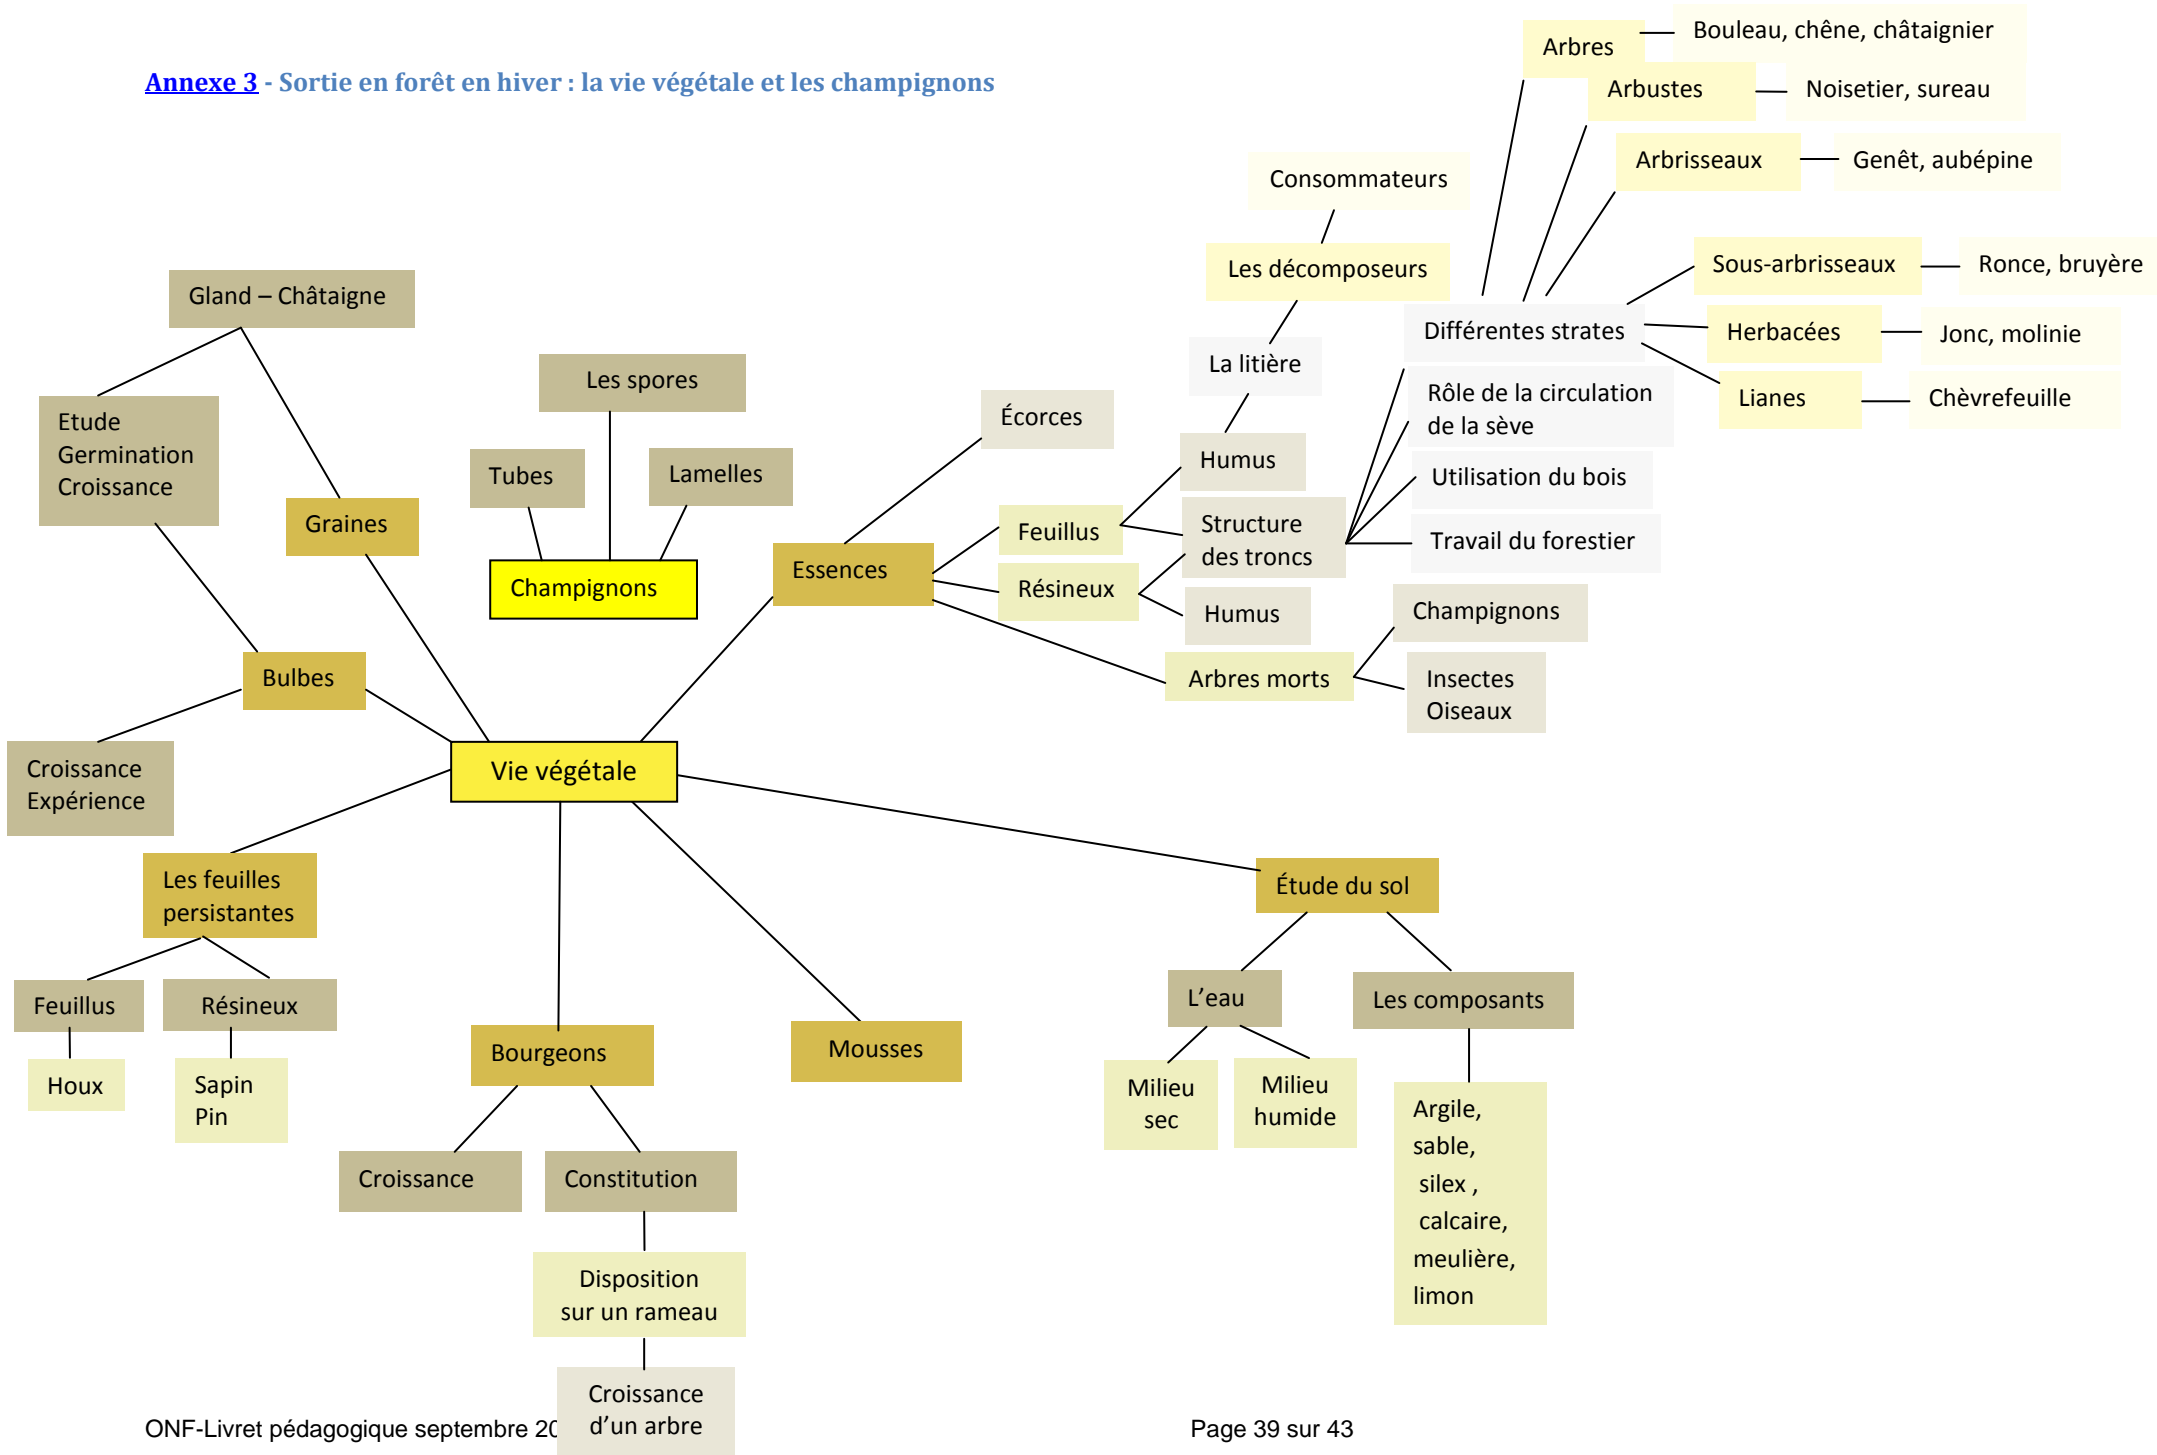 Annexe 3 - Sortie en forêt en hiver : la vie végétale et les champignons
Arbres
Bouleau, chêne, châtaignier
Arbustes
Noisetier, sureau
Arbrisseaux
Genêt, aubépine
Consommateurs
Les décomposeurs
Sous-arbrisseaux
Ronce, bruyère
Gland – Châtaigne
Différentes strates
Herbacées
Jonc, molinie
La litière
Les spores
Rôle de la circulation
de la sève
Lianes
Chèvrefeuille
Écorces
Etude
Germination
Croissance
Tubes
Lamelles
Humus
Utilisation du bois
Graines
Feuillus
Structure
des troncs
Travail du forestier
Champignons
Essences
Résineux
Humus
Champignons
Bulbes
Arbres morts
Insectes
Oiseaux
Croissance
Expérience
Vie végétale
Les feuilles
persistantes
Étude du sol
Feuillus
Résineux
L’eau
Les composants
Houx
Sapin
Pin
Bourgeons
Mousses
Milieu
sec
Milieu
humide
Argile,
sable,
silex ,
calcaire,
meulière,
limon
Croissance
Constitution
Disposition
sur un rameau
Croissance
d’un arbre
ONF-Livret pédagogique septembre 20
Page 39 sur 43